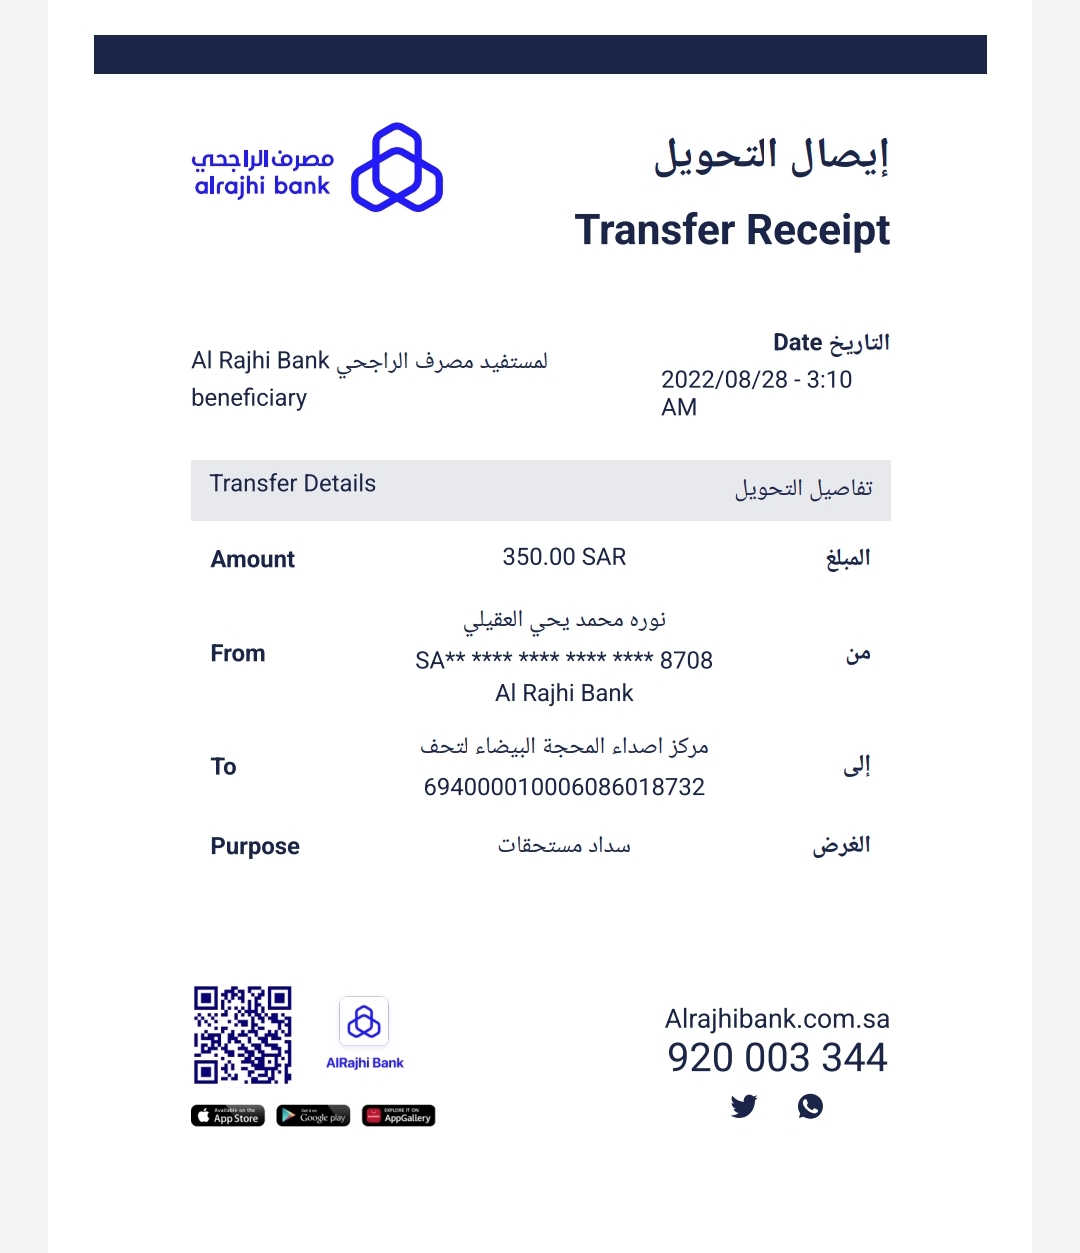 مصرف الراجحي
alrajhi bank
إيصال التحويل
Transfer Receipt
التاريخ Date
2022/08/28 - 3:10
AM
لمستفيد مصرف الراجحي Al Rajhi Bank
beneficiary
Transfer Details تفاصيل التحويل
Amount 350.00 SAR المبلغ
نوره محمد يحي العقيلي
From SA** **** **** **** **** 8708 من
Al Rajhi Bank
مركز اصداء المحجة البيضاء لتحف
To 694000010006086018732 إلى
Purpose سداد مستحقات الغرض
AlRajhi Bank
Available on the App Store
Get it on Google play
EXPLORE IT ON AppGallery
Alrajhibank.com.sa
920 003 344